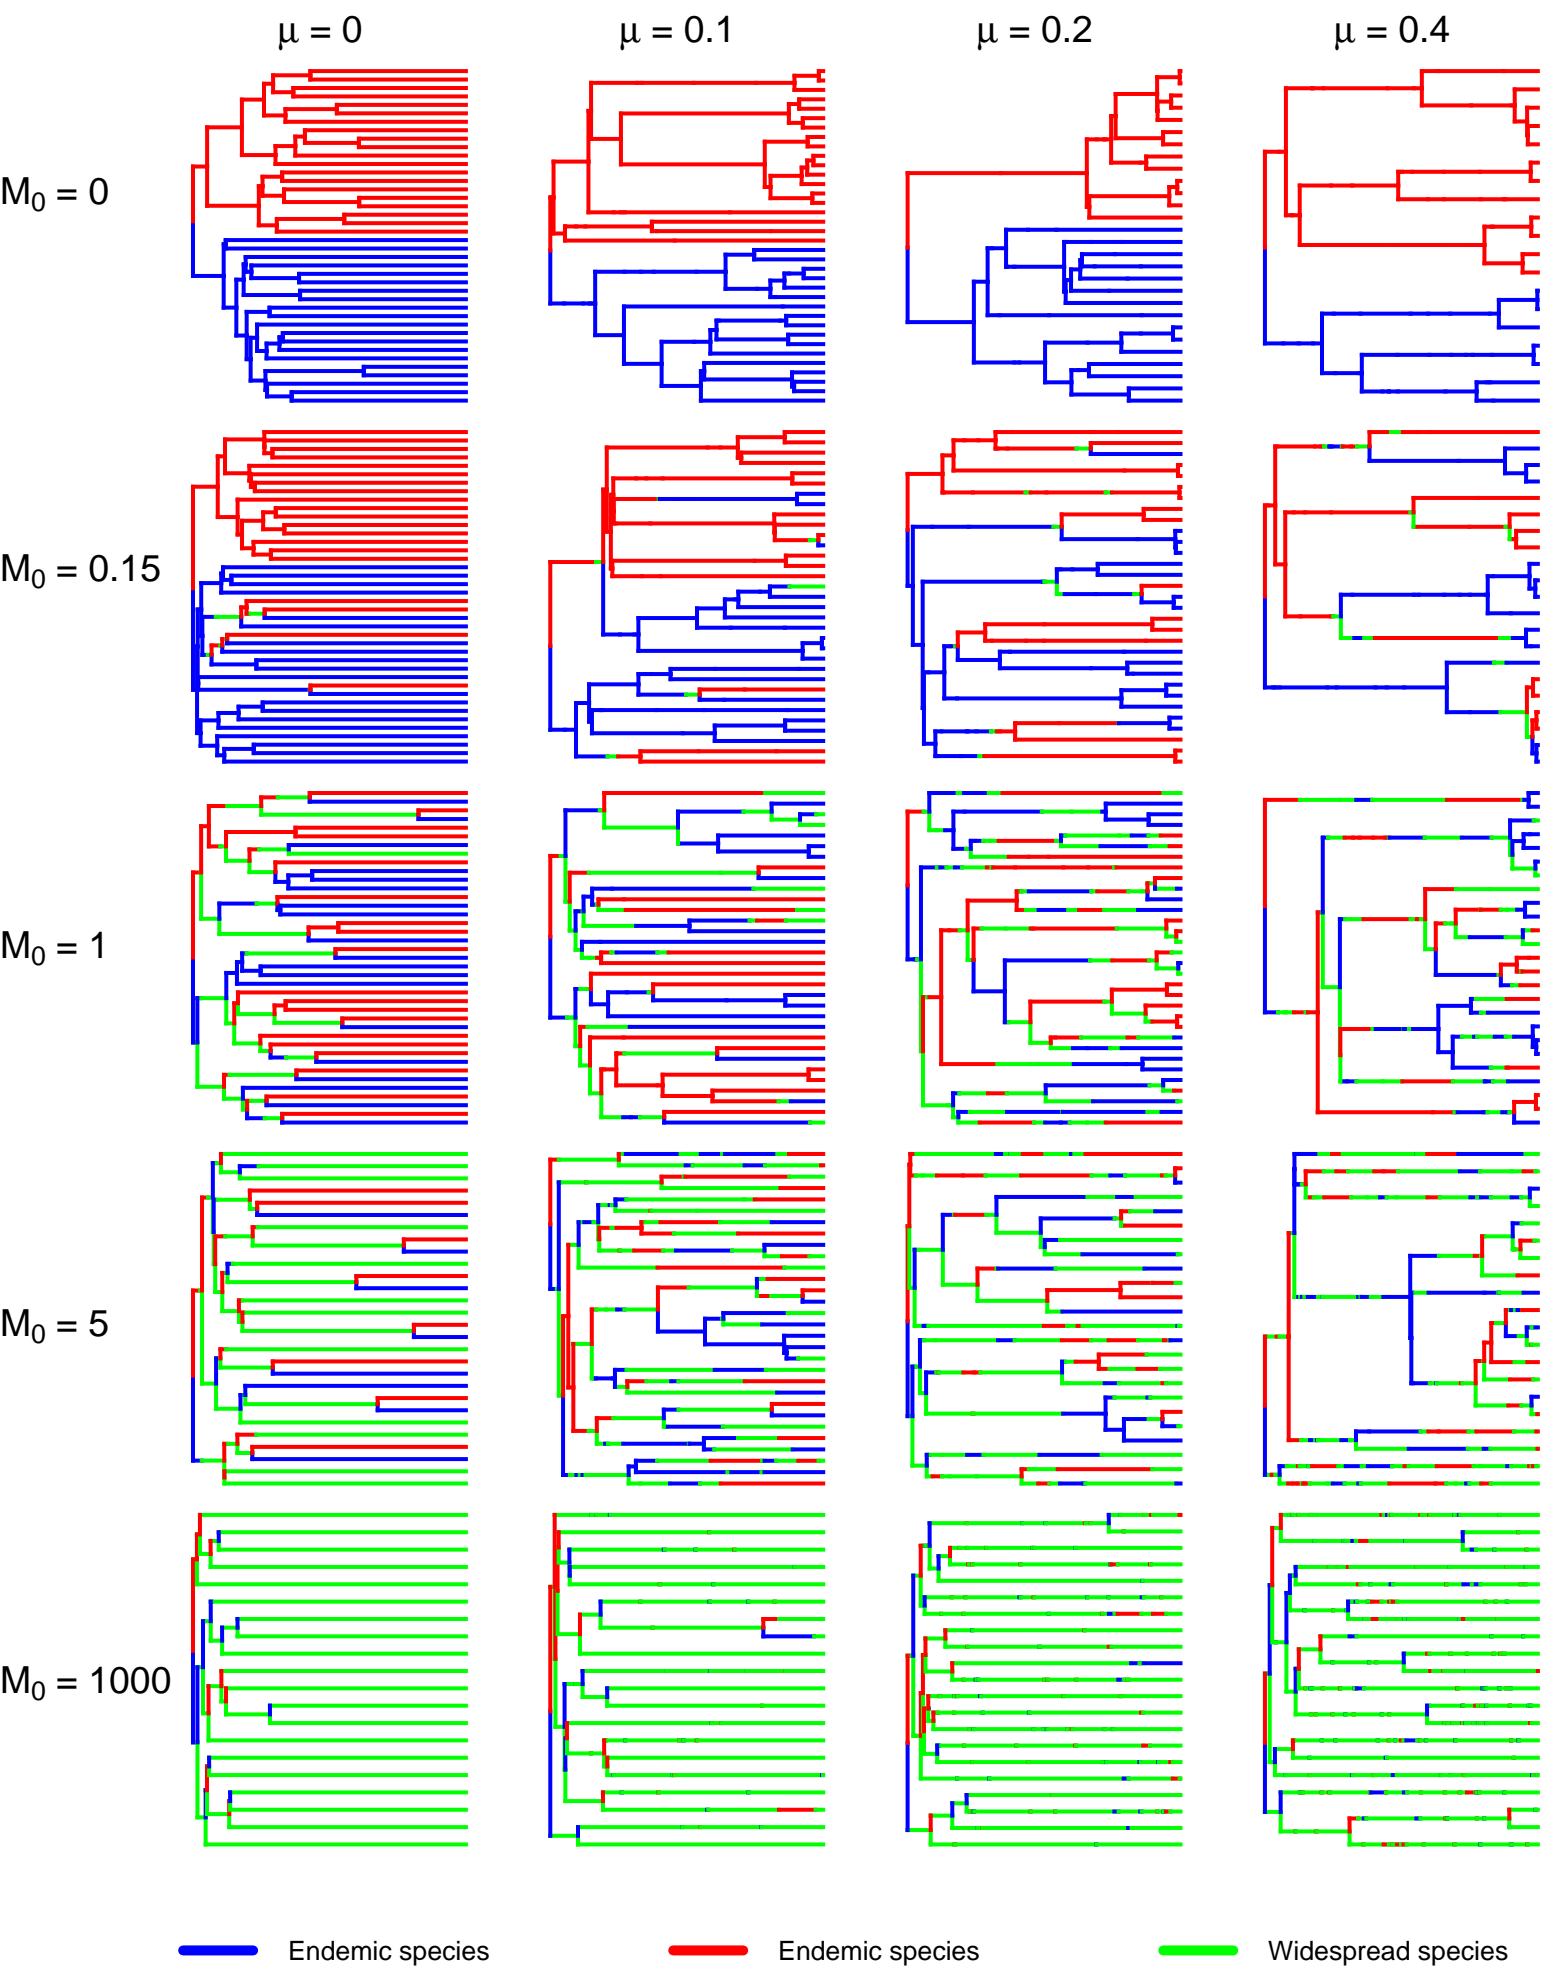 μ = 0 μ = 0.1 μ = 0.2 μ = 0.4
M₀ = 0
M₀ = 0.15
M₀ = 1
M₀ = 5
M₀ = 1000
Endemic species Endemic species Widespread species